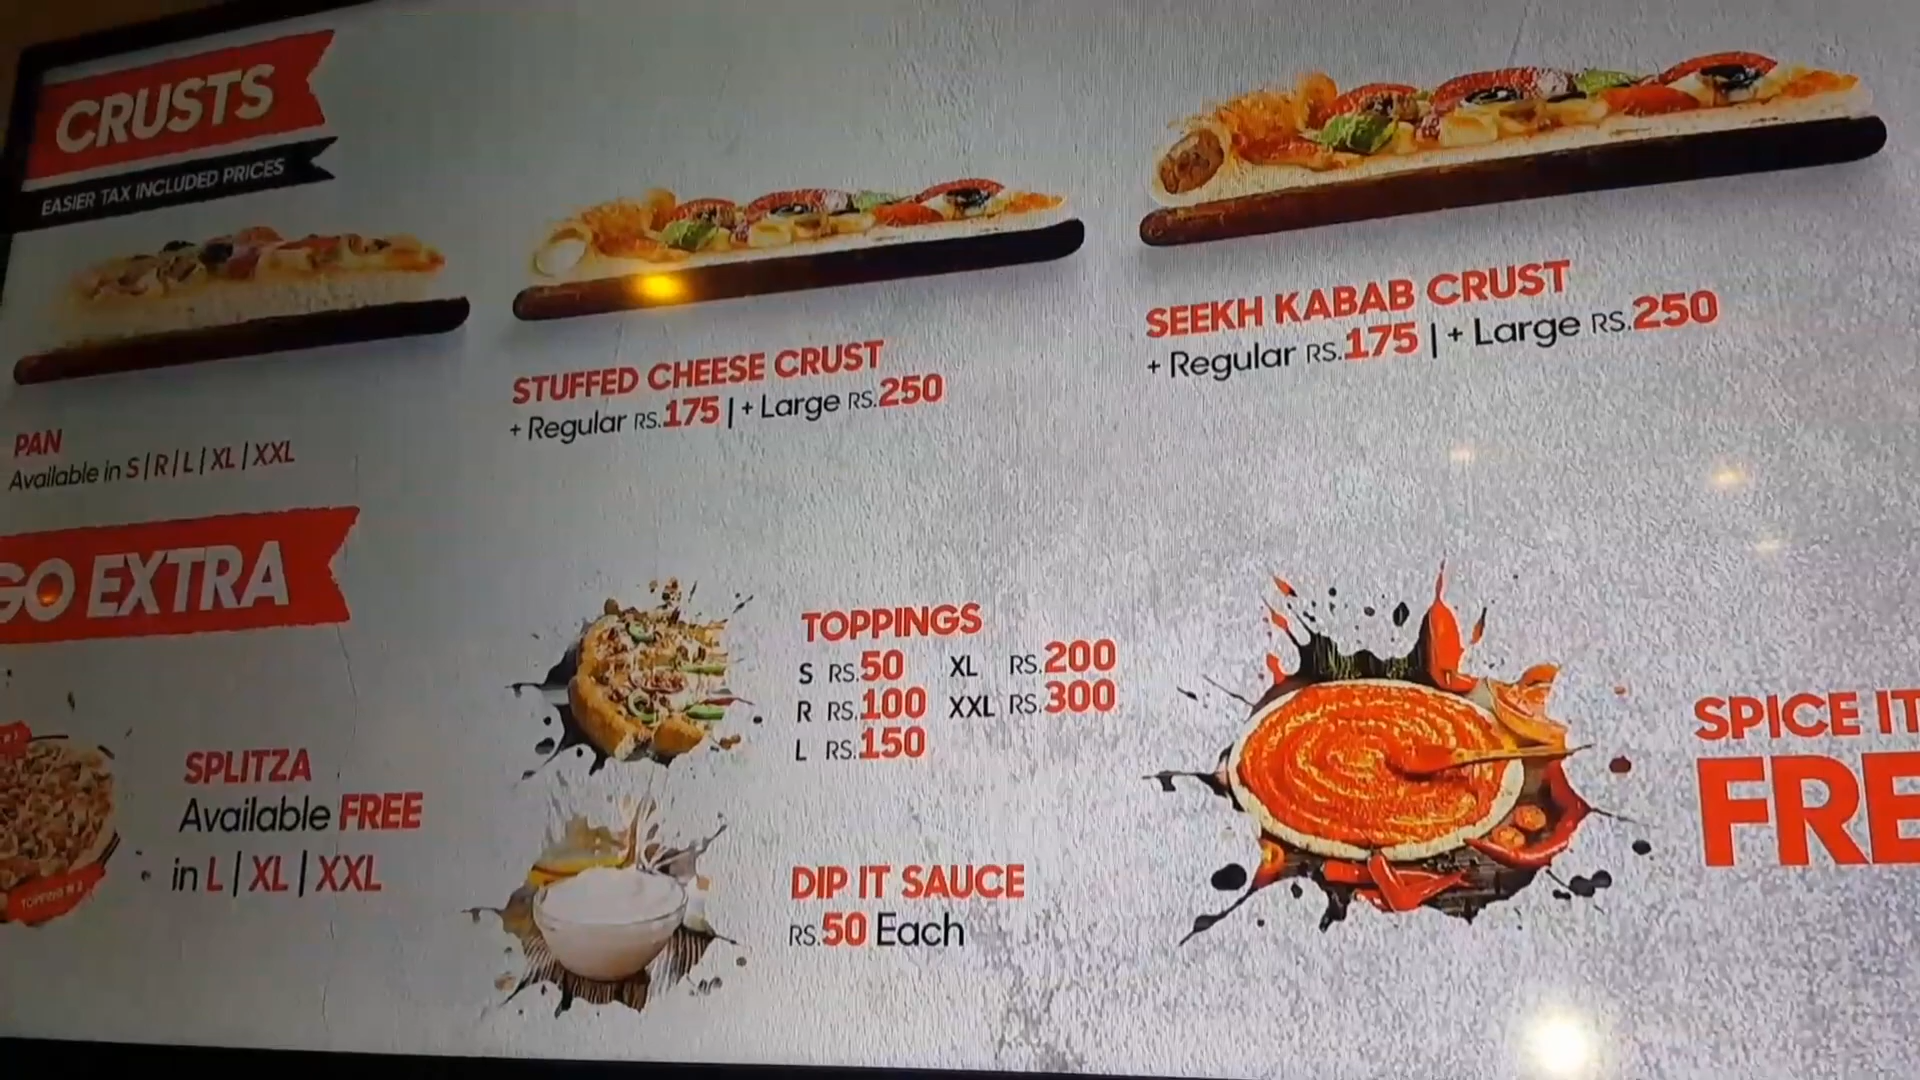 CRUSTS
EASIER TAX INCLUDED PRICES
PAN
Available in S | R | L | XL | XXL
STUFFED CHEESE CRUST
+ Regular RS.175 | + Large RS.250
SEEKH KABAB CRUST
+ Regular RS.175 | + Large RS.250
GO EXTRA
SPLITZA
Available FREE
in L | XL | XXL
TOPPINGS
S RS.50 XL RS.200
R RS.100 XXL RS.300
L RS.150
DIP IT SAUCE
RS.50 Each
SPICE IT
FRE